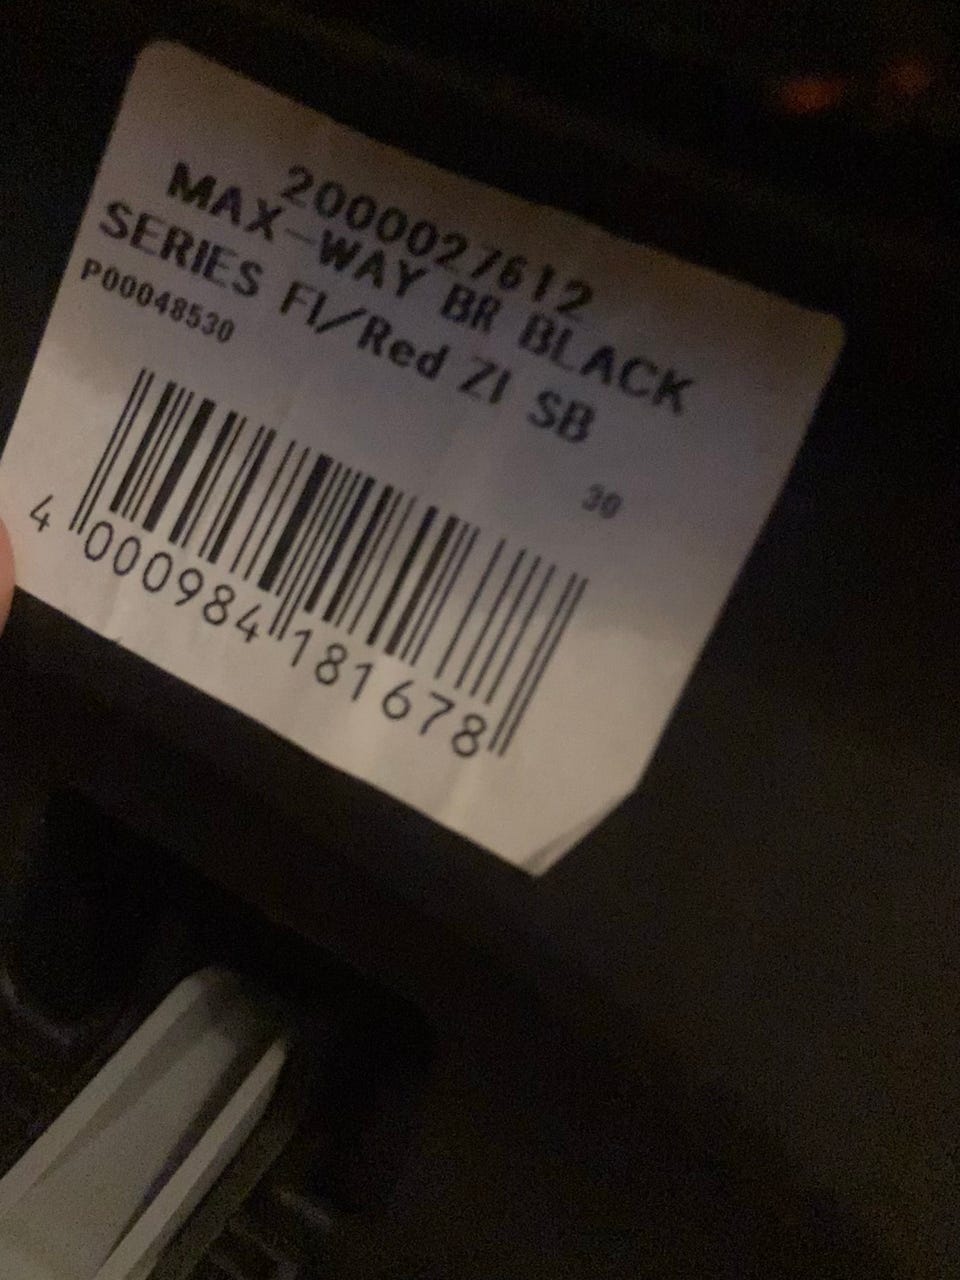 2000027612
MAX-WAY BR BLACK
SERIES FI/Red ZI SB
P00048530
30
4 000984 181678